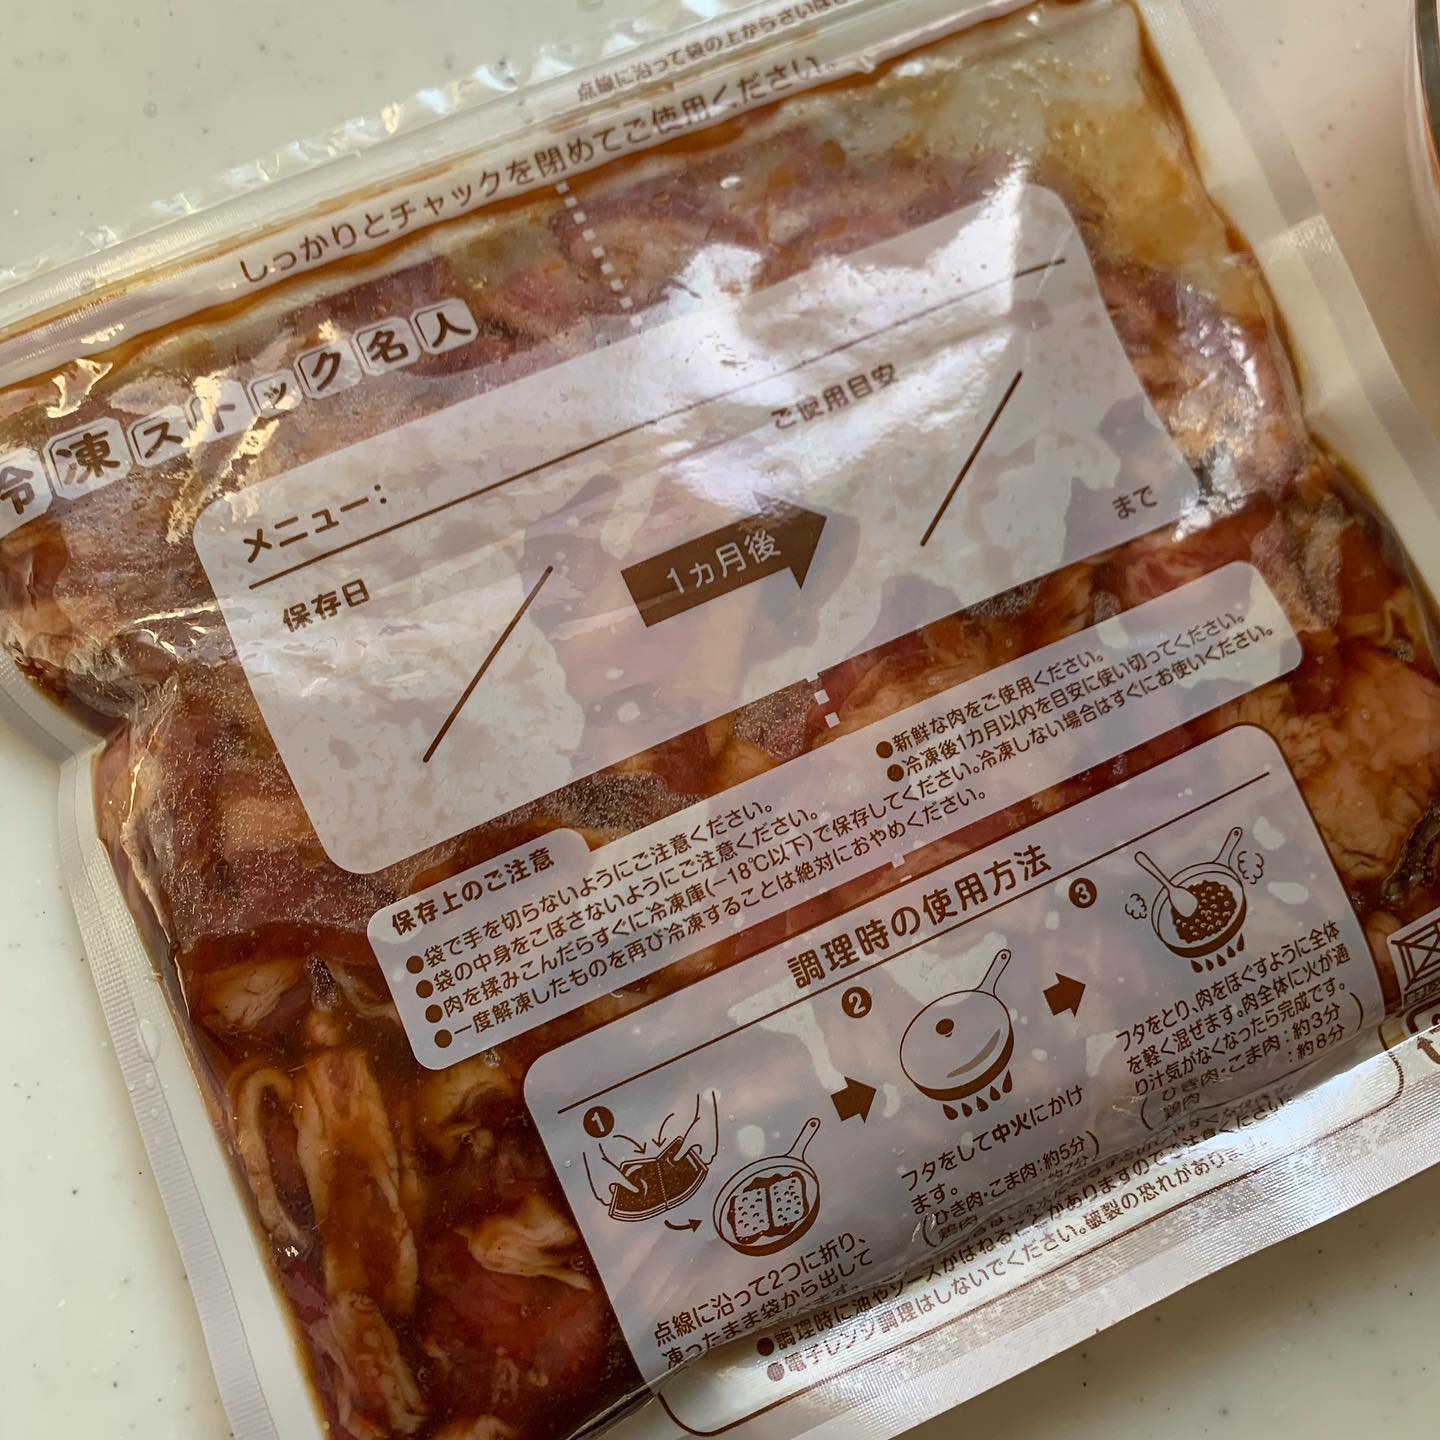 点線に沿って袋の上から
しっかりとチャックを閉めてご使用ください。
冷凍ストック名人
メニュー:
保存日
1ヵ月後
ご使用目安
まで
保存上のご注意
●袋で手を切らないようにご注意ください。
●袋の中身をこぼさないようにご注意ください。
●肉を揉みこんだらすぐに冷凍庫(−18℃以下)で保存してください。冷凍しない場合はすぐにお使いください。
●一度解凍したものを再び冷凍することは絶対におやめください。
●新鮮な肉をご使用ください。
●冷凍後1カ月以内を目安に使い切ってください。
調理時の使用方法
1
点線に沿って2つに折り、
凍ったまま袋から出して
2
フタをして中火にかけ
ます。
(ひき肉・こま肉:約5分)
鶏肉 :約7分
3
フタをとり、肉をほぐすように全体
を軽く混ぜます。肉全体に火が通
り汁気がなくなったら完成です。
(ひき肉・こま肉:約3分)
鶏肉 :約8分
●調理時に油やソースがはねることがありますのでご注意ください。
●電子レンジ調理はしないでください。破裂の恐れがあります。